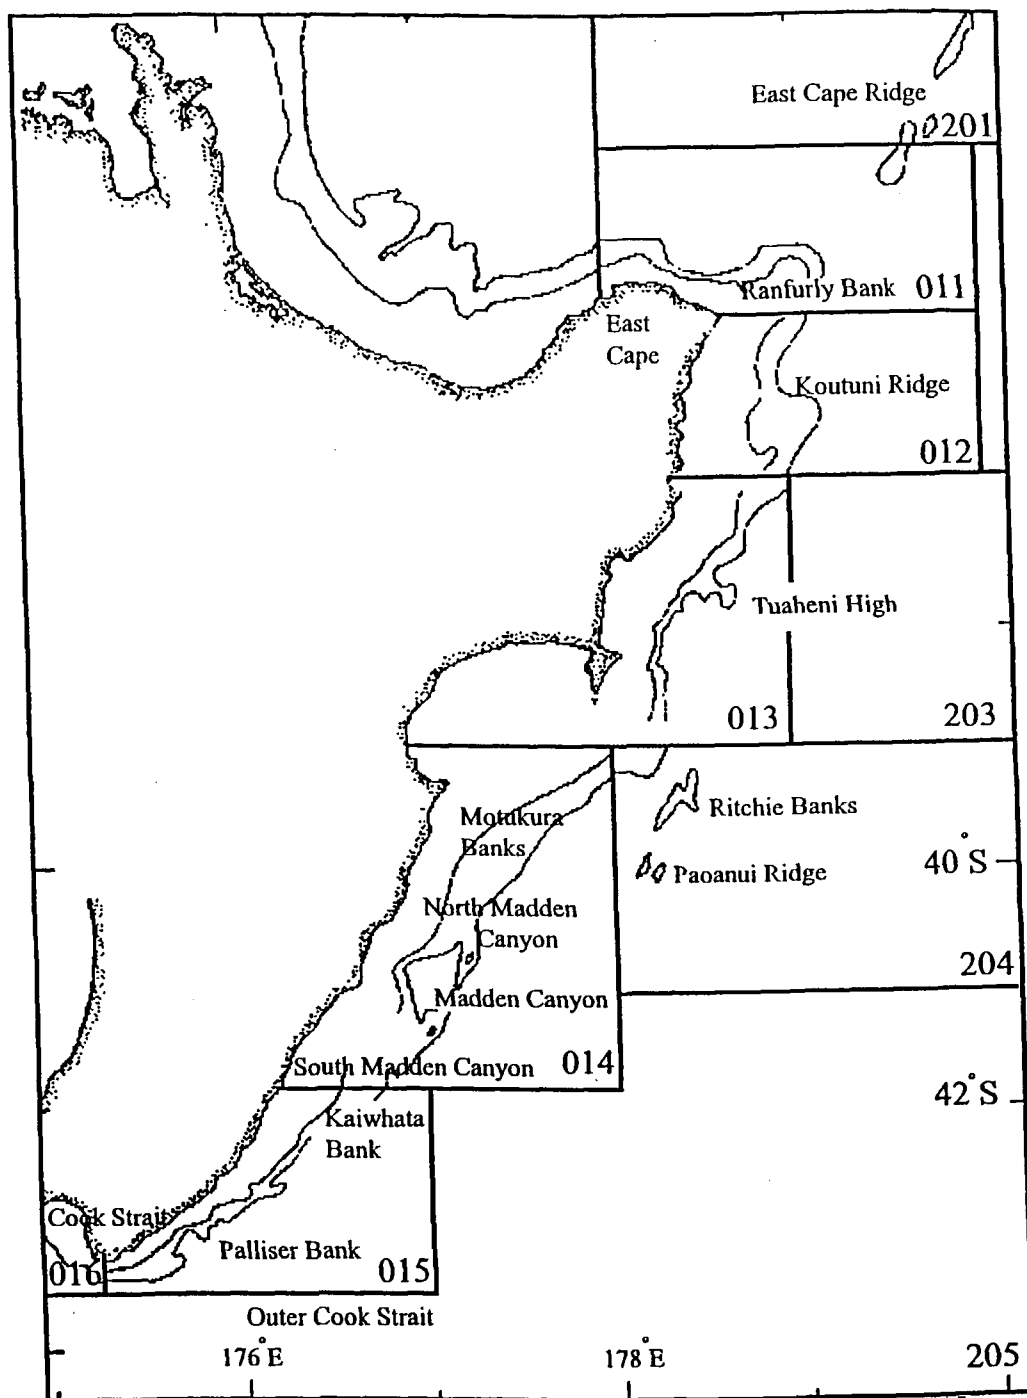 East Cape Ridge
201
Ranfurly Bank
011
East
Cape
Koutuni Ridge
012
Tuaheni High
013
203
Motukura
Banks
Ritchie Banks
40°S
Paoanui Ridge
North Madden
Canyon
204
Madden Canyon
South Madden Canyon
014
42°S
Kaiwhata
Bank
Cook Strait
Palliser Bank
016
015
Outer Cook Strait
176°E
178°E
205